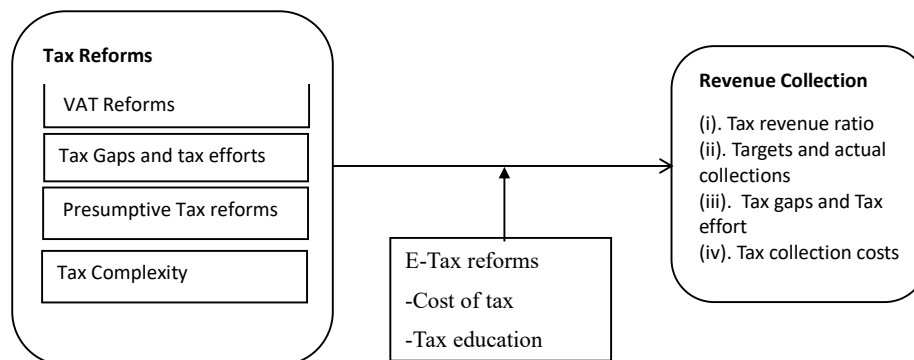 Tax Reforms
VAT Reforms
Tax Gaps and tax efforts
Presumptive Tax reforms
Tax Complexity
E-Tax reforms
-Cost of tax
-Tax education
Revenue Collection
(i). Tax revenue ratio
(ii). Targets and actual
collections
(iii).  Tax gaps and Tax
effort
(iv). Tax collection costs